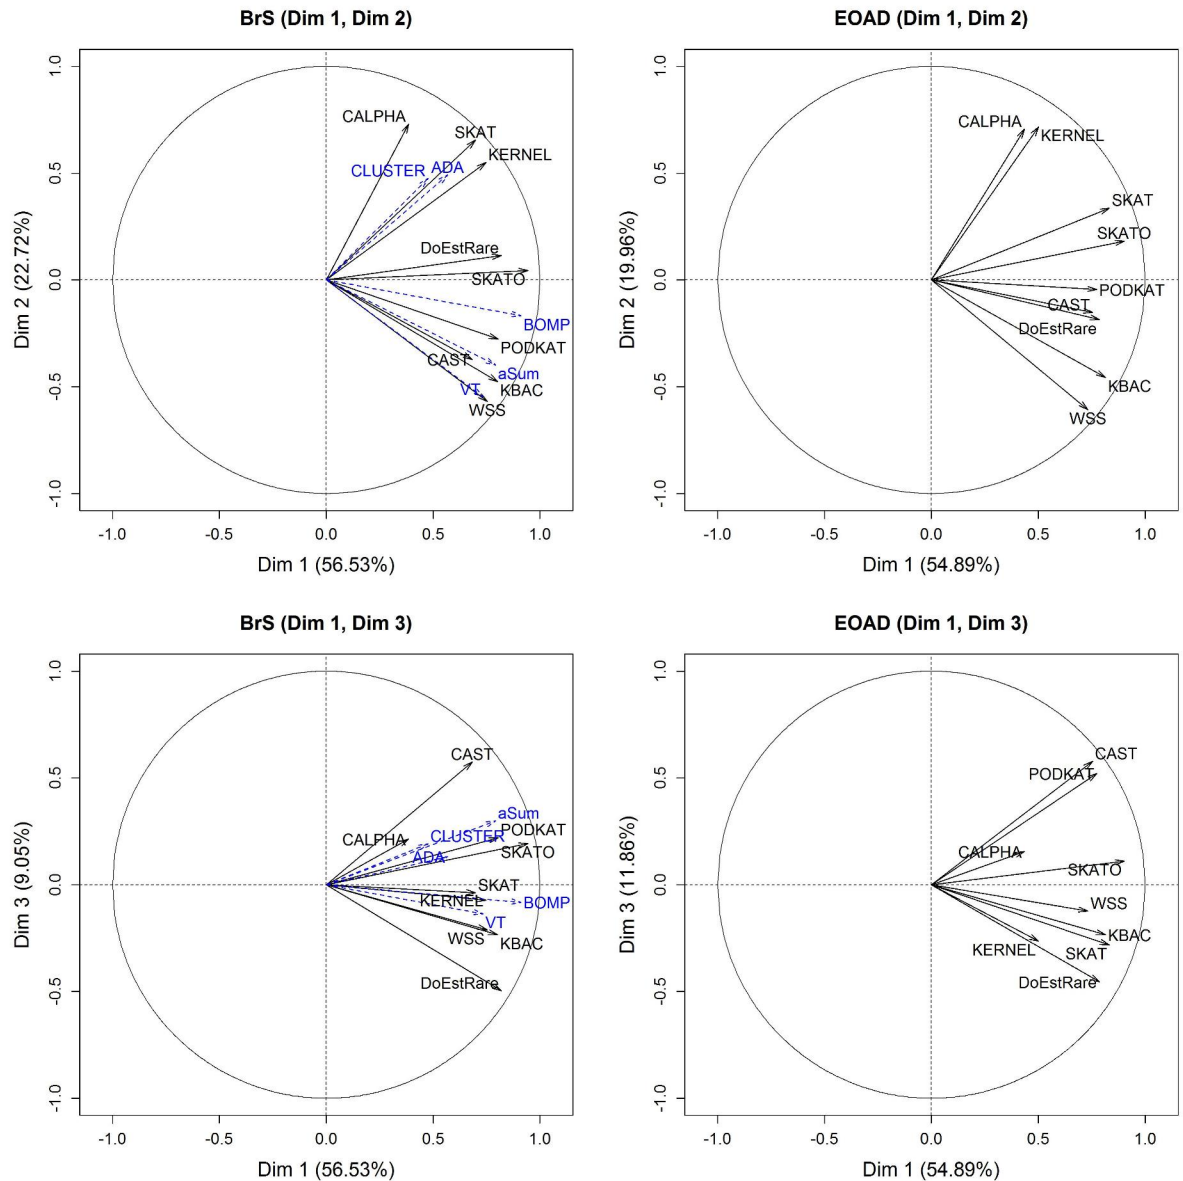 BrS (Dim 1, Dim 2)
Dim 2 (22.72%)
1.0
0.5
0.0
-0.5
-1.0
CALPHA
SKAT
KERNEL
CLUSTER
ADA
DoEstRare
SKATO
BOMP
PODKAT
CAST
aSum
KBAC
VT
WSS
-1.0 -0.5 0.0 0.5 1.0
Dim 1 (56.53%)
EOAD (Dim 1, Dim 2)
Dim 2 (19.96%)
1.0
0.5
0.0
-0.5
-1.0
CALPHA
KERNEL
SKAT
SKATO
PODKAT
CAST
DoEstRare
KBAC
WSS
-1.0 -0.5 0.0 0.5 1.0
Dim 1 (54.89%)
BrS (Dim 1, Dim 3)
Dim 3 (9.05%)
1.0
0.5
0.0
-0.5
-1.0
CAST
aSum
PODKAT
CLUSTER
CALPHA
SKATO
ADA
SKAT
KERNEL
BOMP
VT
WSS
KBAC
DoEstRare
-1.0 -0.5 0.0 0.5 1.0
Dim 1 (56.53%)
EOAD (Dim 1, Dim 3)
Dim 3 (11.86%)
1.0
0.5
0.0
-0.5
-1.0
CAST
PODKAT
CALPHA
SKATO
WSS
KBAC
KERNEL
SKAT
DoEstRare
-1.0 -0.5 0.0 0.5 1.0
Dim 1 (54.89%)